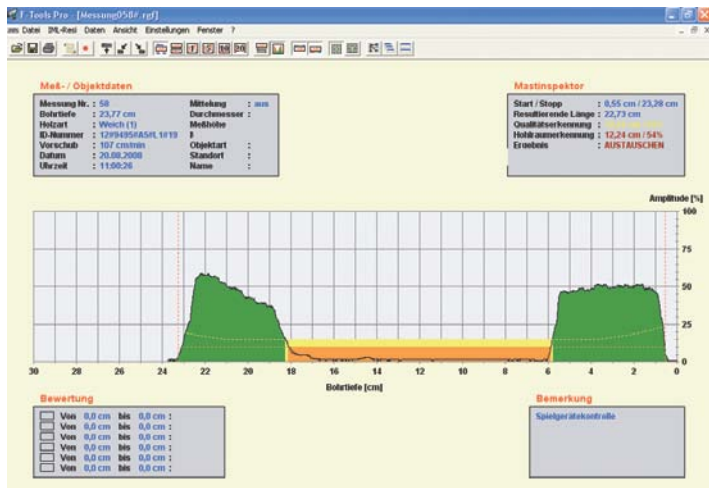 F-Tools Pro - [Messung058#.rgf]
Datei IML-Resi Daten Ansicht Einstellungen Fenster ?
Meß- / Objektdaten
Messung Nr. : 58
Bohrtiefe : 23,77 cm
Holzart : Weich (1)
Vorschub : 107 cm/min
Datum : 20.08.2008
Uhrzeit : 11:00:26
Mittelung : aus
Durchmesser :
Meßhöhe
Objektart :
Standort :
Name :
Mastinspektor
Start / Stopp : 0,55 cm / 23,28 cm
Resultierende Länge : 22,73 cm
Qualitätserkennung :
Hohlraumerkennung : 12,24 cm / 54%
Ergebnis : AUSTAUSCHEN
Amplitude [%]
100
75
50
25
0
30 28 26 24 22 20 18 16 14 12 10 8 6 4 2 0
Bohrtiefe [cm]
Bewertung
Von 0,0 cm bis 0,0 cm :
Von 0,0 cm bis 0,0 cm :
Von 0,0 cm bis 0,0 cm :
Von 0,0 cm bis 0,0 cm :
Von 0,0 cm bis 0,0 cm :
Von 0,0 cm bis 0,0 cm :
Bemerkung
Spielgerätekontrolle